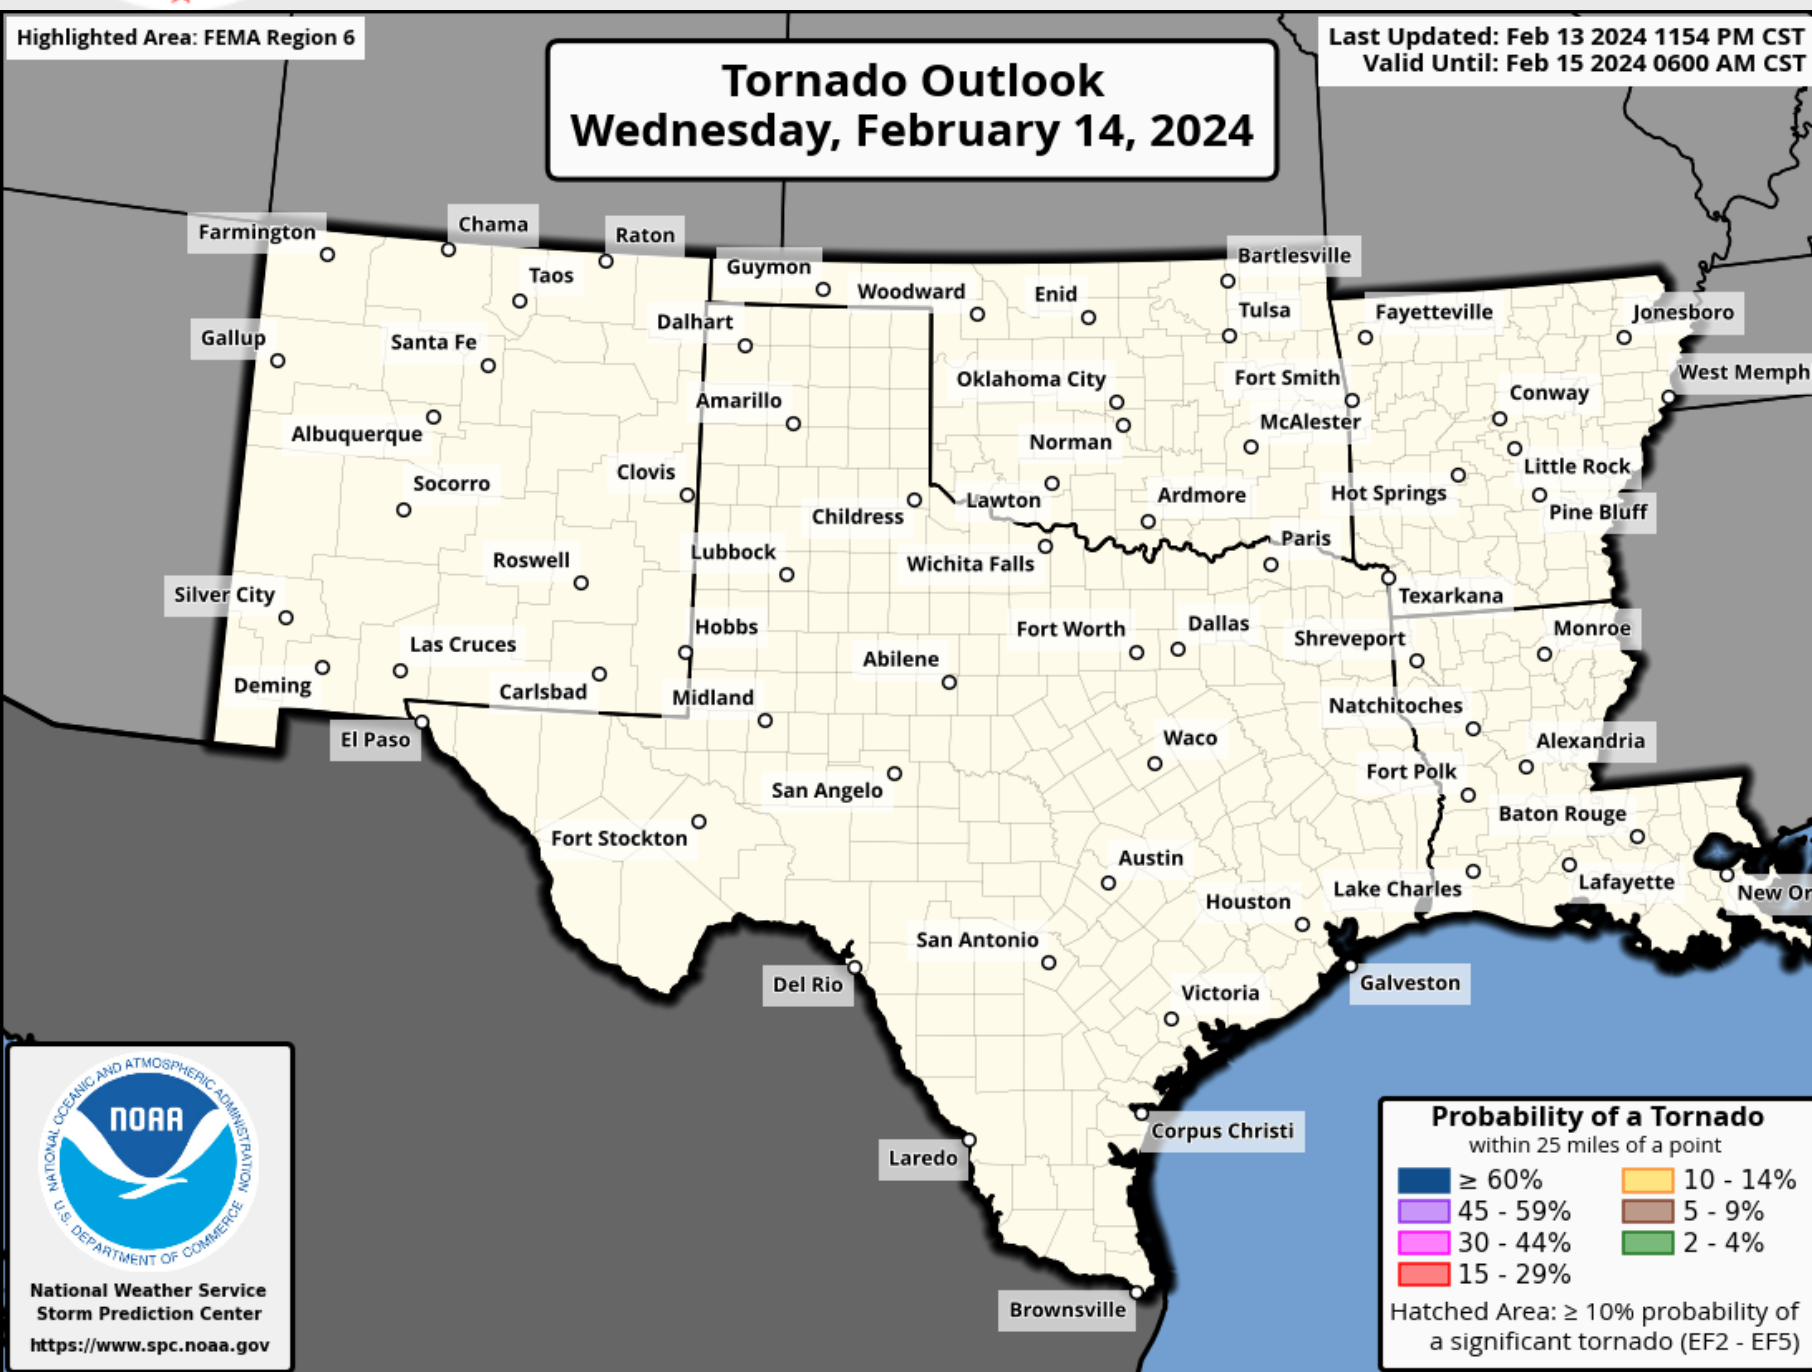 Highlighted Area: FEMA Region 6
Last Updated: Feb 13 2024 1154 PM CST
Valid Until: Feb 15 2024 0600 AM CST
Tornado Outlook
Wednesday, February 14, 2024
Farmington
Chama
Raton
Taos
Guymon
Woodward
Enid
Bartlesville
Tulsa
Fayetteville
Jonesboro
Gallup
Santa Fe
Dalhart
Oklahoma City
Fort Smith
West Memph
Conway
Amarillo
Albuquerque
Norman
McAlester
Little Rock
Clovis
Socorro
Childress
Lawton
Ardmore
Hot Springs
Pine Bluff
Roswell
Lubbock
Wichita Falls
Paris
Silver City
Texarkana
Hobbs
Fort Worth
Dallas
Shreveport
Monroe
Las Cruces
Abilene
Deming
Carlsbad
Midland
Natchitoches
El Paso
Waco
Alexandria
San Angelo
Fort Polk
Fort Stockton
Baton Rouge
Austin
Lake Charles
Lafayette
New Or
Houston
San Antonio
Del Rio
Victoria
Galveston
Corpus Christi
Laredo
Brownsville
NATIONAL OCEANIC AND ATMOSPHERIC ADMINISTRATION
NOAA
U.S. DEPARTMENT OF COMMERCE
National Weather Service
Storm Prediction Center
https://www.spc.noaa.gov
Probability of a Tornado
within 25 miles of a point
≥ 60%
10 - 14%
45 - 59%
5 - 9%
30 - 44%
2 - 4%
15 - 29%
Hatched Area: ≥ 10% probability of
a significant tornado (EF2 - EF5)